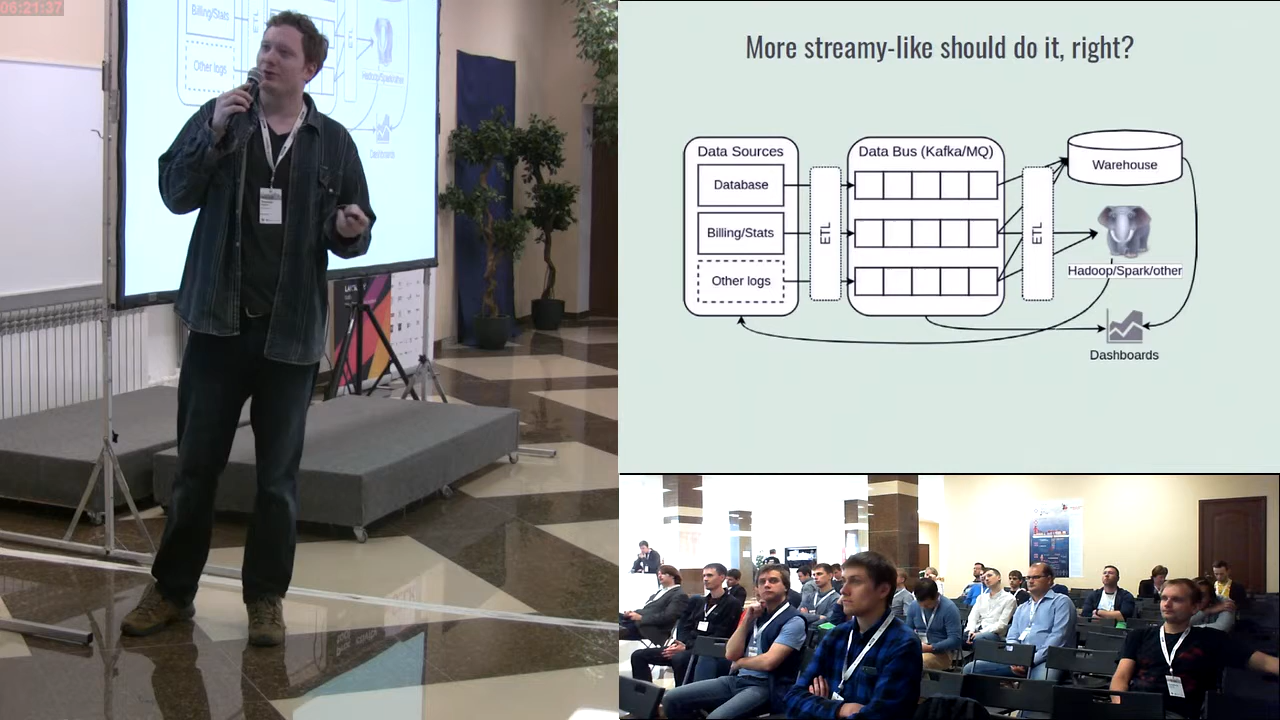 06:21:37
Billing/Stats
ETL
Other logs
Hadoop/Spark/other
Dashboards
More streamy-like should do it, right?
Data Sources
Database
Billing/Stats
Other logs
ETL
Data Bus (Kafka/MQ)
ETL
Warehouse
Hadoop/Spark/other
Dashboards